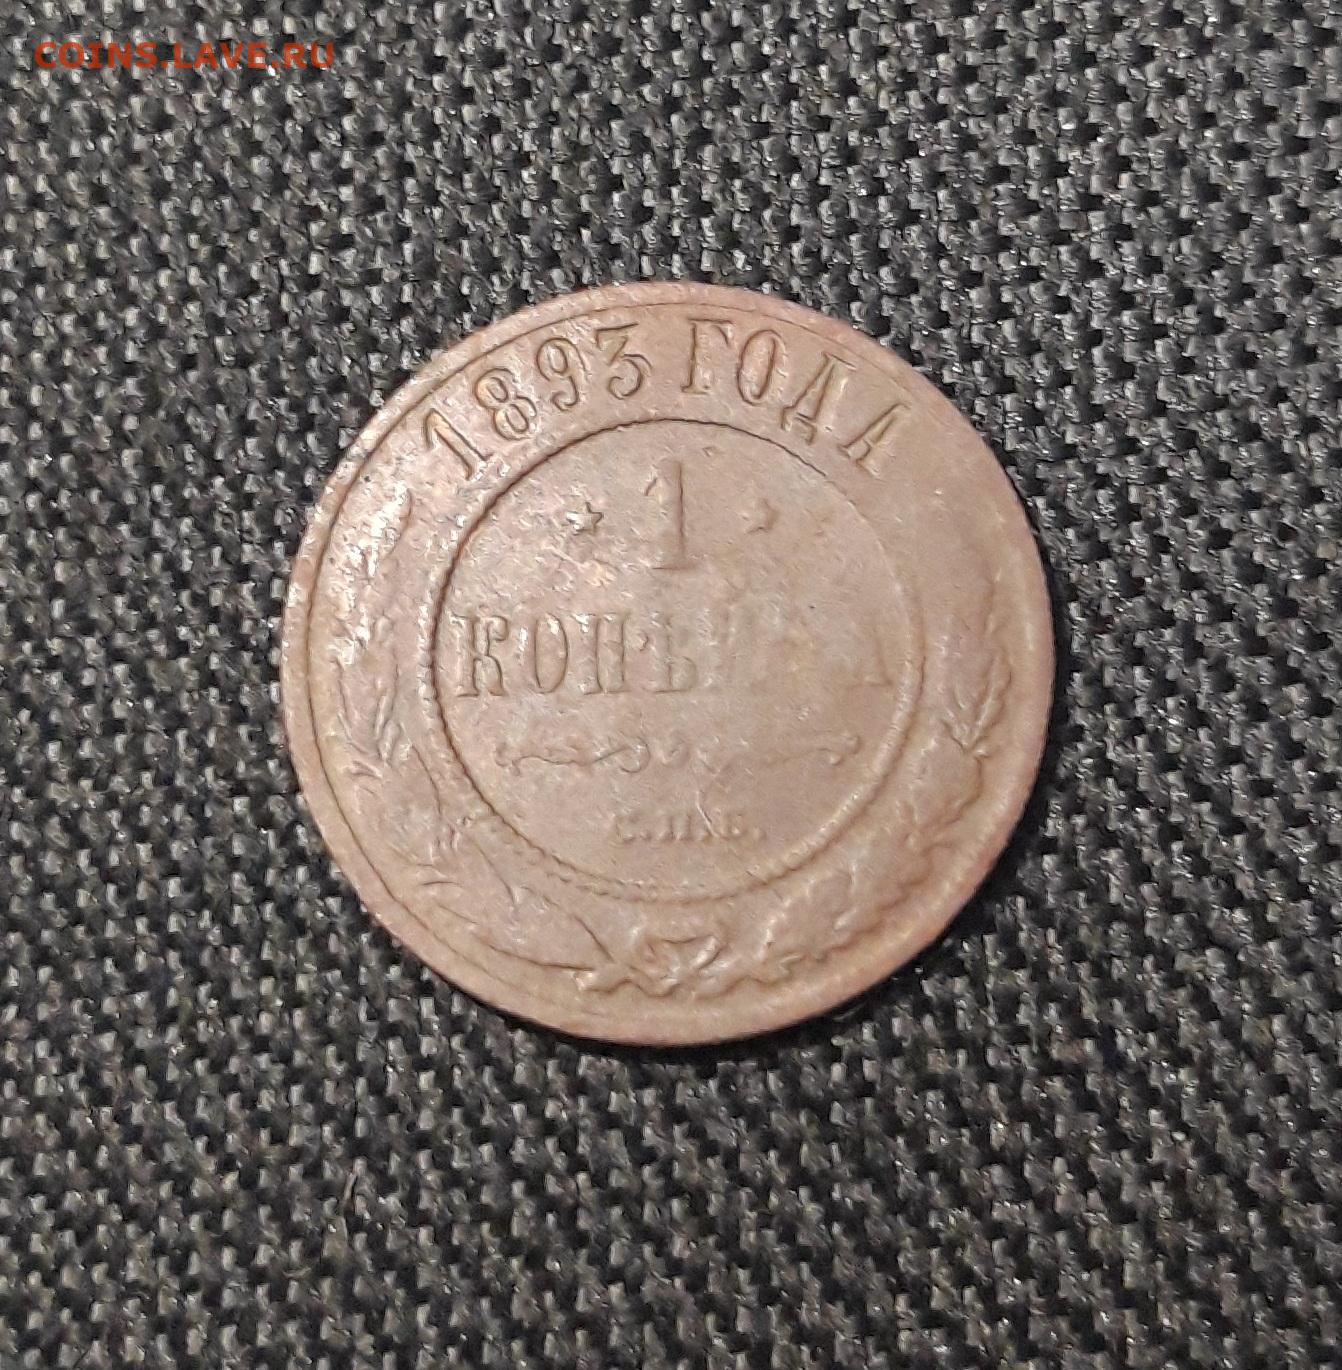 COINS.LAVE.RU
1893 ГОДА
1
КОПѢЙКА
С.П.Б.